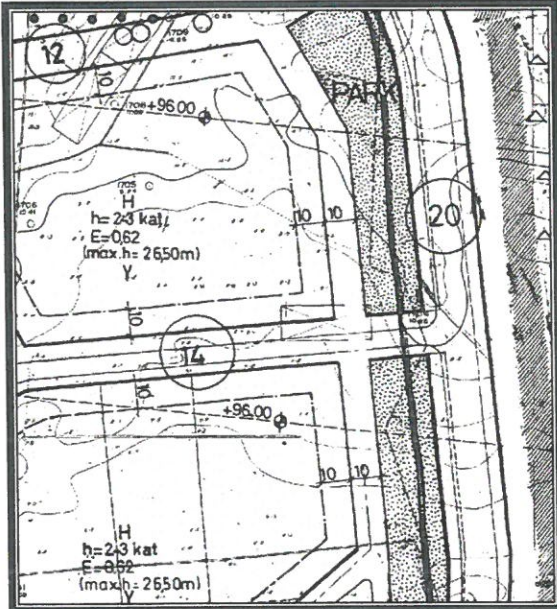 12
10
+96.00
PARK
1705
H
h=2-3 kat
E=0,62
(max.h=26,50m)
Y
10
10
20
10
14
10
+96.00
10
10
H
h=2-3 kat
E=0,62
(max.h=26,50m)
Y